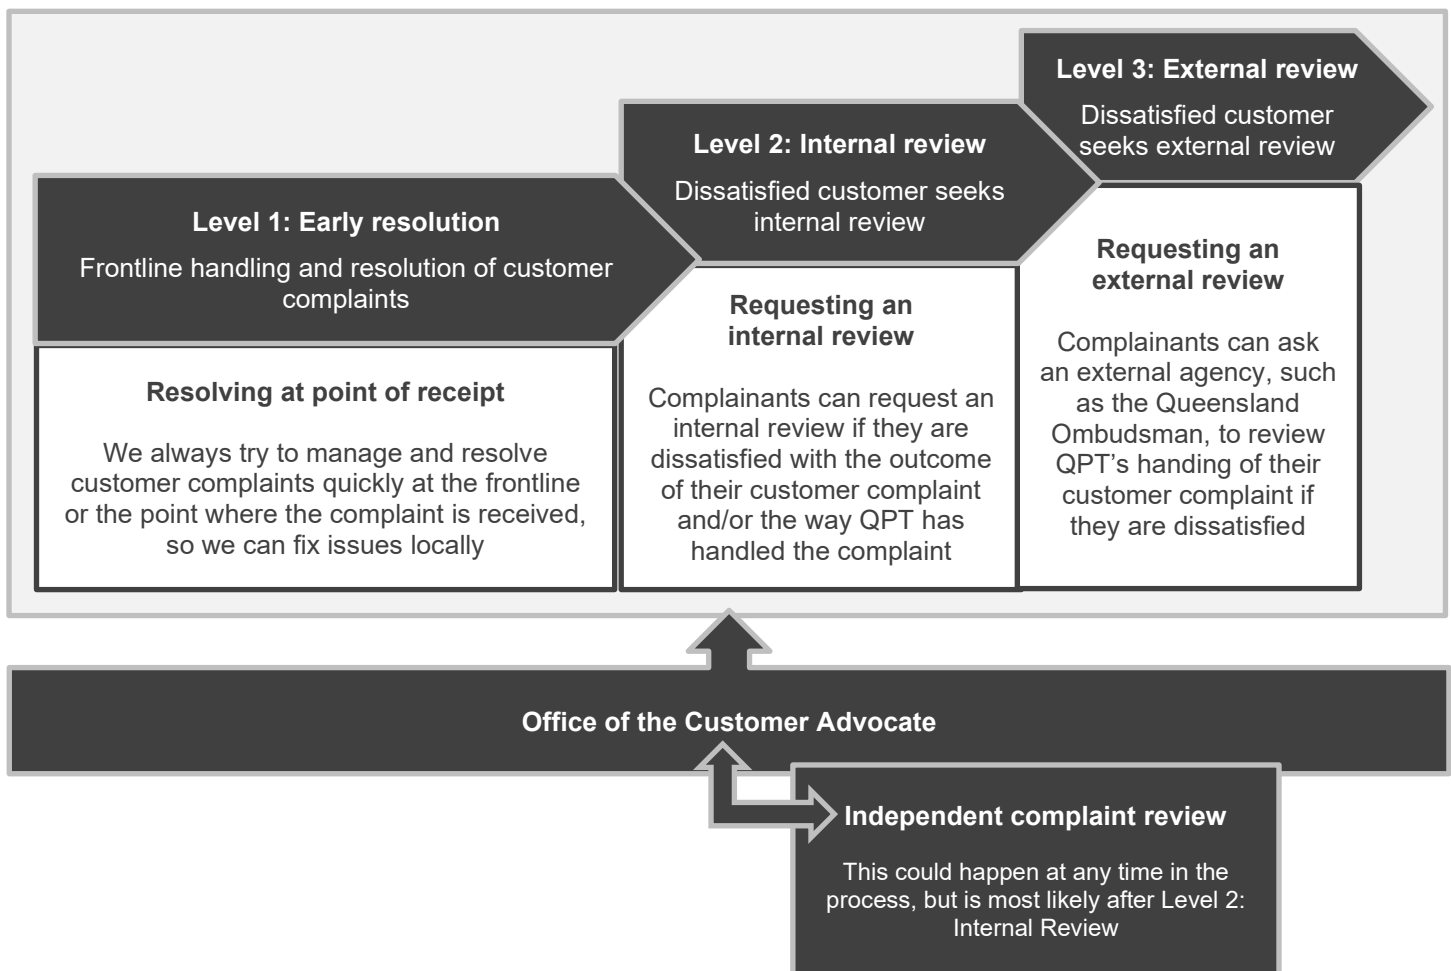 Level 1: Early resolution
Frontline handling and resolution of customer
complaints
Resolving at point of receipt
We always try to manage and resolve
customer complaints quickly at the frontline
or the point where the complaint is received,
so we can fix issues locally
Level 2: Internal review
Dissatisfied customer seeks
internal review
Requesting an
internal review
Complainants can request an
internal review if they are
dissatisfied with the outcome
of their customer complaint
and/or the way QPT has
handled the complaint
Level 3: External review
Dissatisfied customer
seeks external review
Requesting an
external review
Complainants can ask
an external agency, such
as the Queensland
Ombudsman, to review
QPT’s handing of their
customer complaint if
they are dissatisfied
Office of the Customer Advocate
Independent complaint review
This could happen at any time in the
process, but is most likely after Level 2:
Internal Review